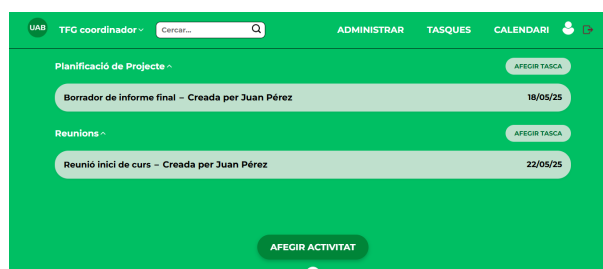 UAB TFG coordinador Cercar... ADMINISTRAR TASQUES CALENDARI
Planificació de Projecte AFEGIR TASCA
Borrador de informe final – Creada per Juan Pérez 18/05/25
Reunions AFEGIR TASCA
Reunió inici de curs – Creada per Juan Pérez 22/05/25
AFEGIR ACTIVITAT